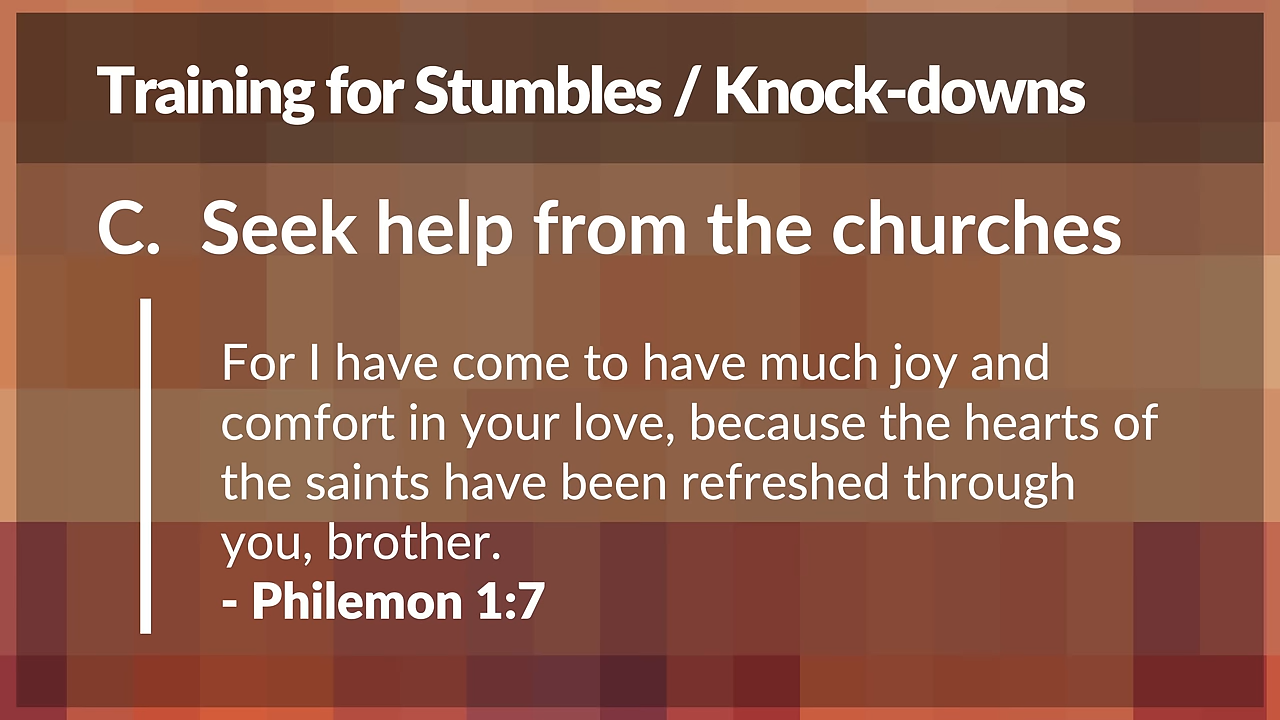 Training for Stumbles / Knock-downs
C. Seek help from the churches
For I have come to have much joy and
comfort in your love, because the hearts of
the saints have been refreshed through
you, brother.
- Philemon 1:7